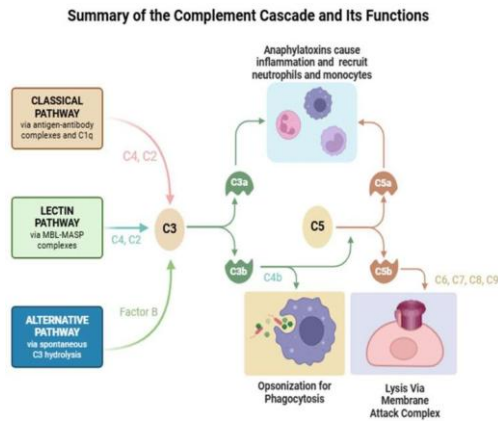 Summary of the Complement Cascade and Its Functions
Anaphylatoxins cause
inflammation and recruit
neutrophils and monocytes
CLASSICAL
PATHWAY
via antigen-antibody
complexes and C1q
C4, C2
LECTIN
PATHWAY
via MBL-MASP
complexes
C4, C2
ALTERNATIVE
PATHWAY
via spontaneous
C3 hydrolysis
Factor B
C3
C3a
C3b
C4b
C5
C5a
C5b
C6, C7, C8, C9
Opsonization for
Phagocytosis
Lysis Via
Membrane
Attack Complex